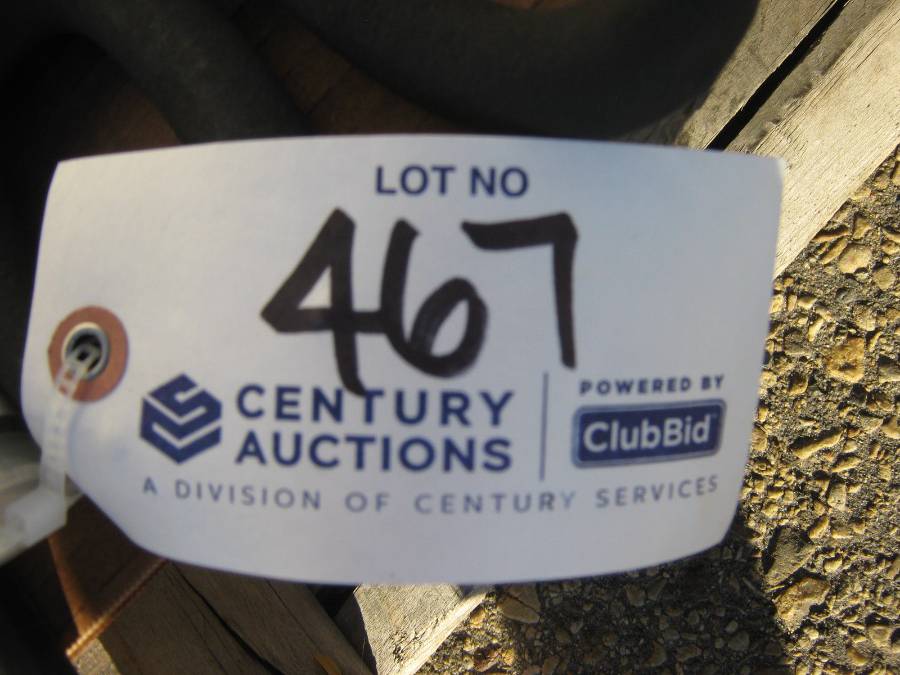 LOT NO
467
CENTURY
AUCTIONS
POWERED BY
ClubBid
A DIVISION OF CENTURY SERVICES